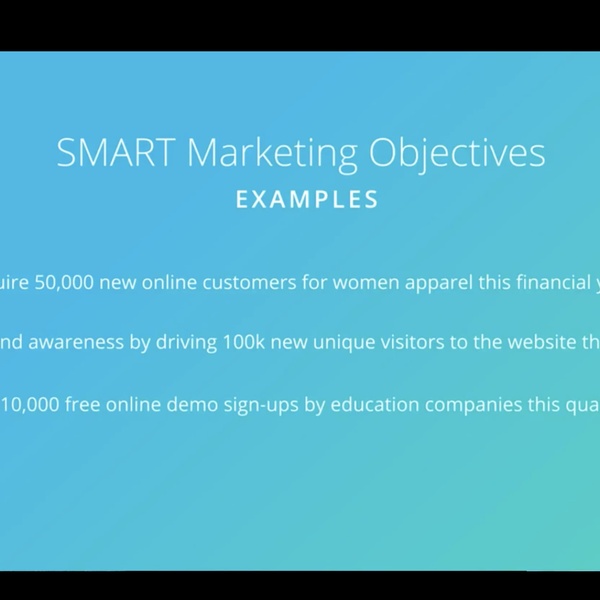 SMART Marketing Objectives
EXAMPLES
uire 50,000 new online customers for women apparel this financial y
nd awareness by driving 100k new unique visitors to the website th
10,000 free online demo sign-ups by education companies this qua